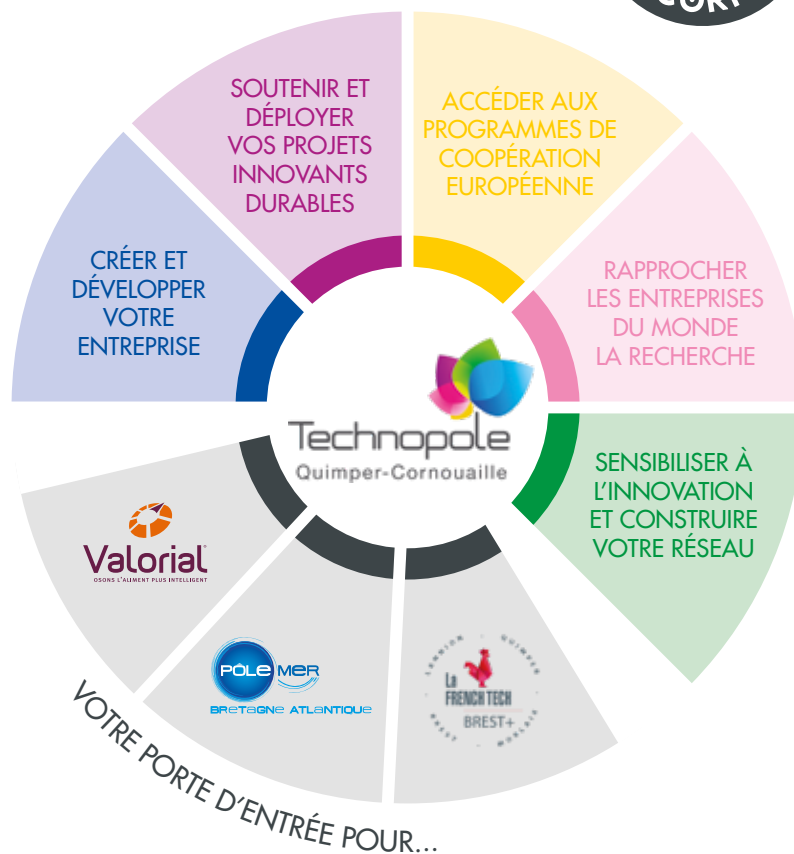 SOUTENIR ET
DÉPLOYER
VOS PROJETS
INNOVANTS
DURABLES
ACCÉDER AUX
PROGRAMMES DE
COOPÉRATION
EUROPÉENNE
CRÉER ET
DÉVELOPPER
VOTRE
ENTREPRISE
RAPPROCHER
LES ENTREPRISES
DU MONDE
LA RECHERCHE
Technopole
Quimper-Cornouaille
SENSIBILISER À
L'INNOVATION
ET CONSTRUIRE
VOTRE RÉSEAU
Valorial
OSONS L'ALIMENT PLUS INTELLIGENT
PÔLE MER
BRETAGNE ATLANTIQUE
LANNION · QUIMPER
La
FRENCH TECH
BREST+
BREST · MORLAIX
VOTRE PORTE D'ENTRÉE POUR...